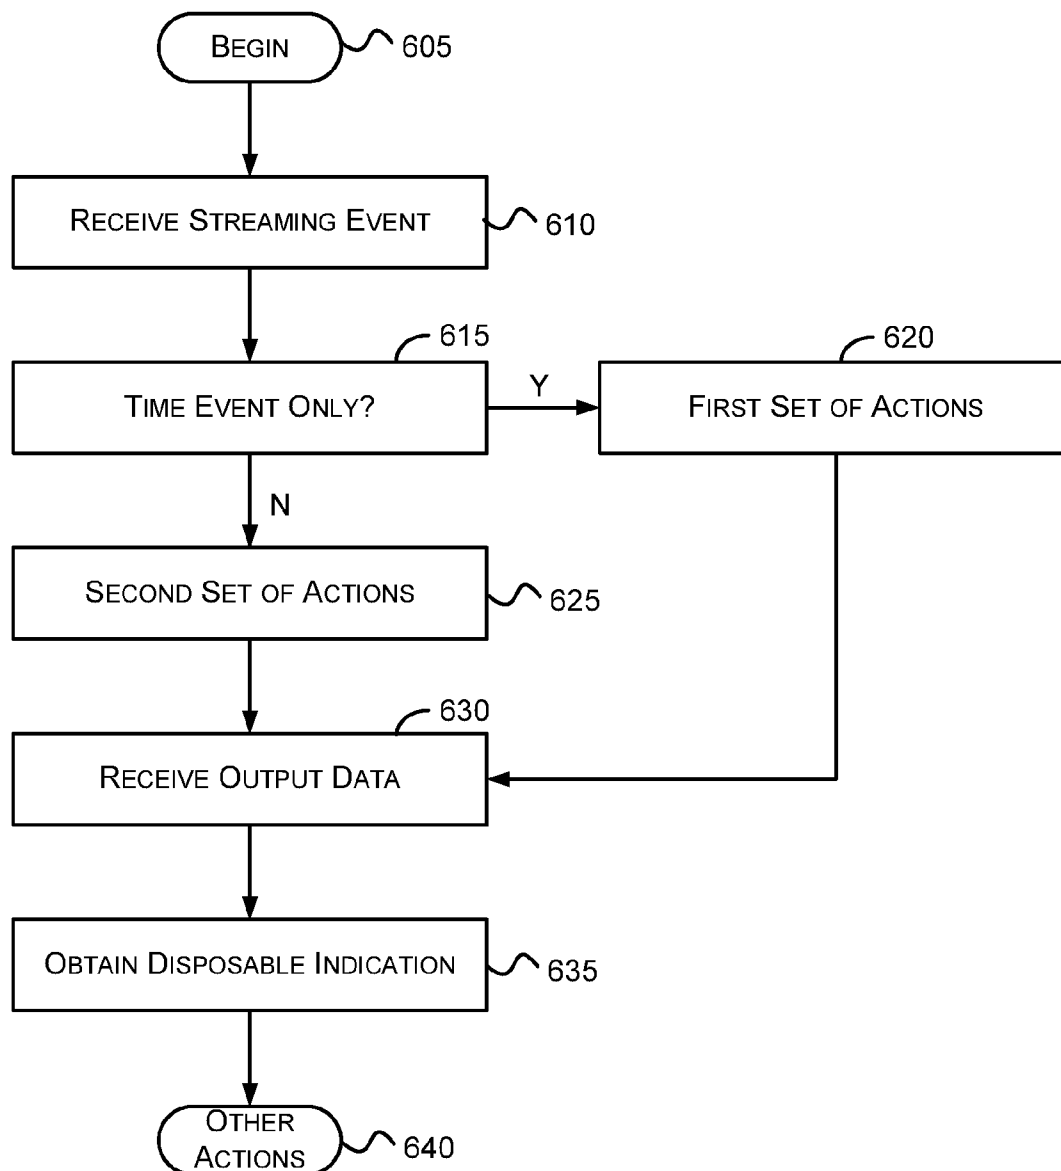 BEGIN
605
RECEIVE STREAMING EVENT
610
615
620
TIME EVENT ONLY?
Y
FIRST SET OF ACTIONS
N
SECOND SET OF ACTIONS
625
630
RECEIVE OUTPUT DATA
OBTAIN DISPOSABLE INDICATION
635
OTHER
ACTIONS
640